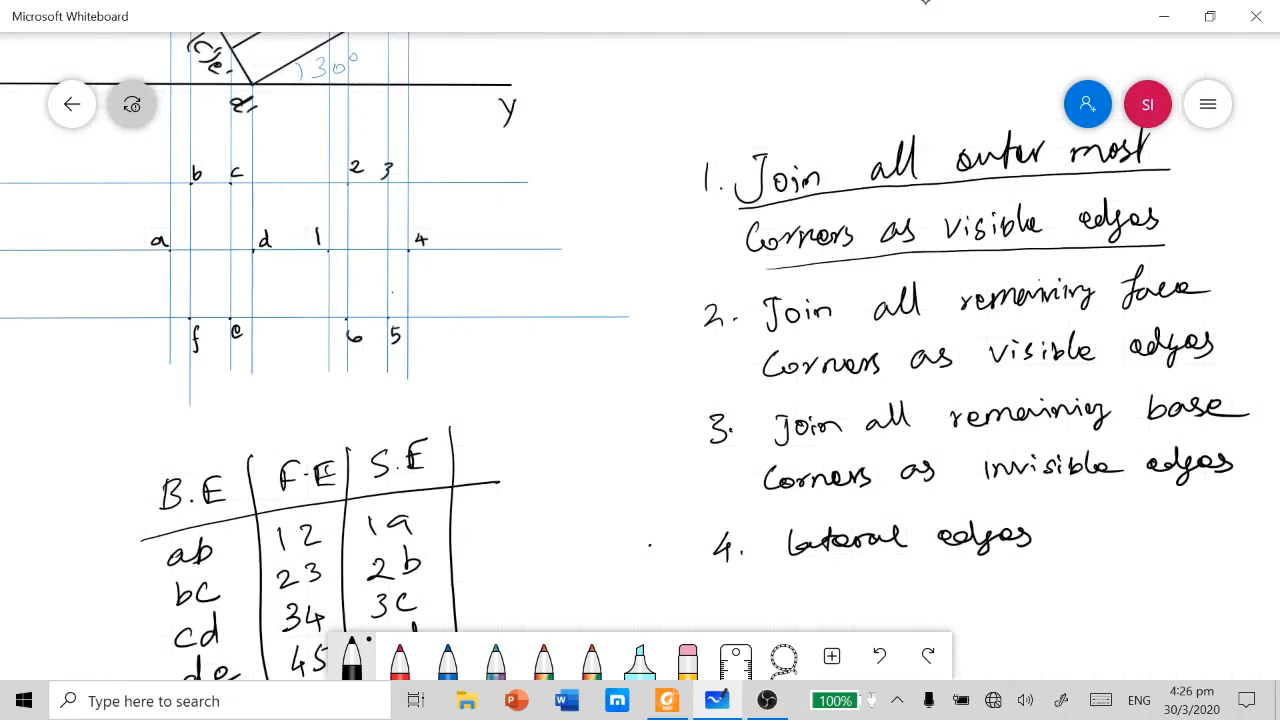 Microsoft Whiteboard
30°
Y
b c 2 3
a d 1 4
f e 6 5
SI
1. Join all outer most
corners as visible edges
2. Join all remaining face
corners as visible edges
3. Join all remaining base
corners as invisible edges
4. lateral edges
B.E F.E S.E
ab 12 1a
bc 23 2b
cd 34 3c
de 45
Type here to search
100%
ENG
4:26 pm
30/3/2020